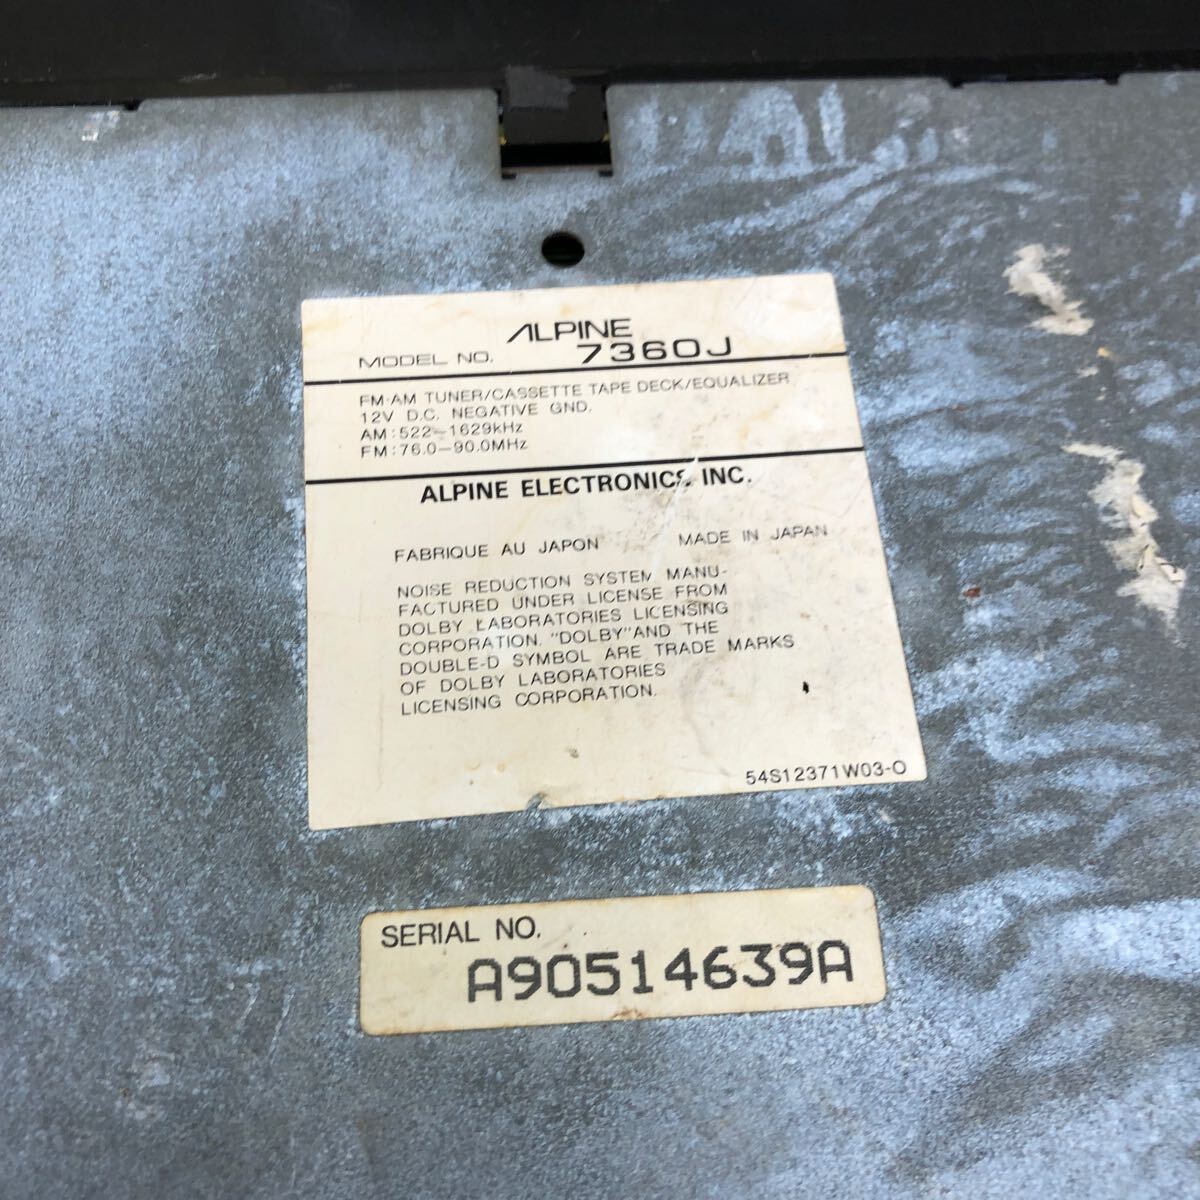 ALPINE
MODEL NO. 7360J
FM·AM TUNER/CASSETTE TAPE DECK/EQUALIZER
12V D.C. NEGATIVE GND.
AM:522–1629kHz
FM:76.0–90.0MHz
ALPINE ELECTRONICS, INC.
FABRIQUE AU JAPON MADE IN JAPAN
NOISE REDUCTION SYSTEM MANU-
FACTURED UNDER LICENSE FROM
DOLBY LABORATORIES LICENSING
CORPORATION. "DOLBY" AND THE
DOUBLE-D SYMBOL ARE TRADE MARKS
OF DOLBY LABORATORIES
LICENSING CORPORATION.
54S12371W03-O
SERIAL NO.
A90514639A